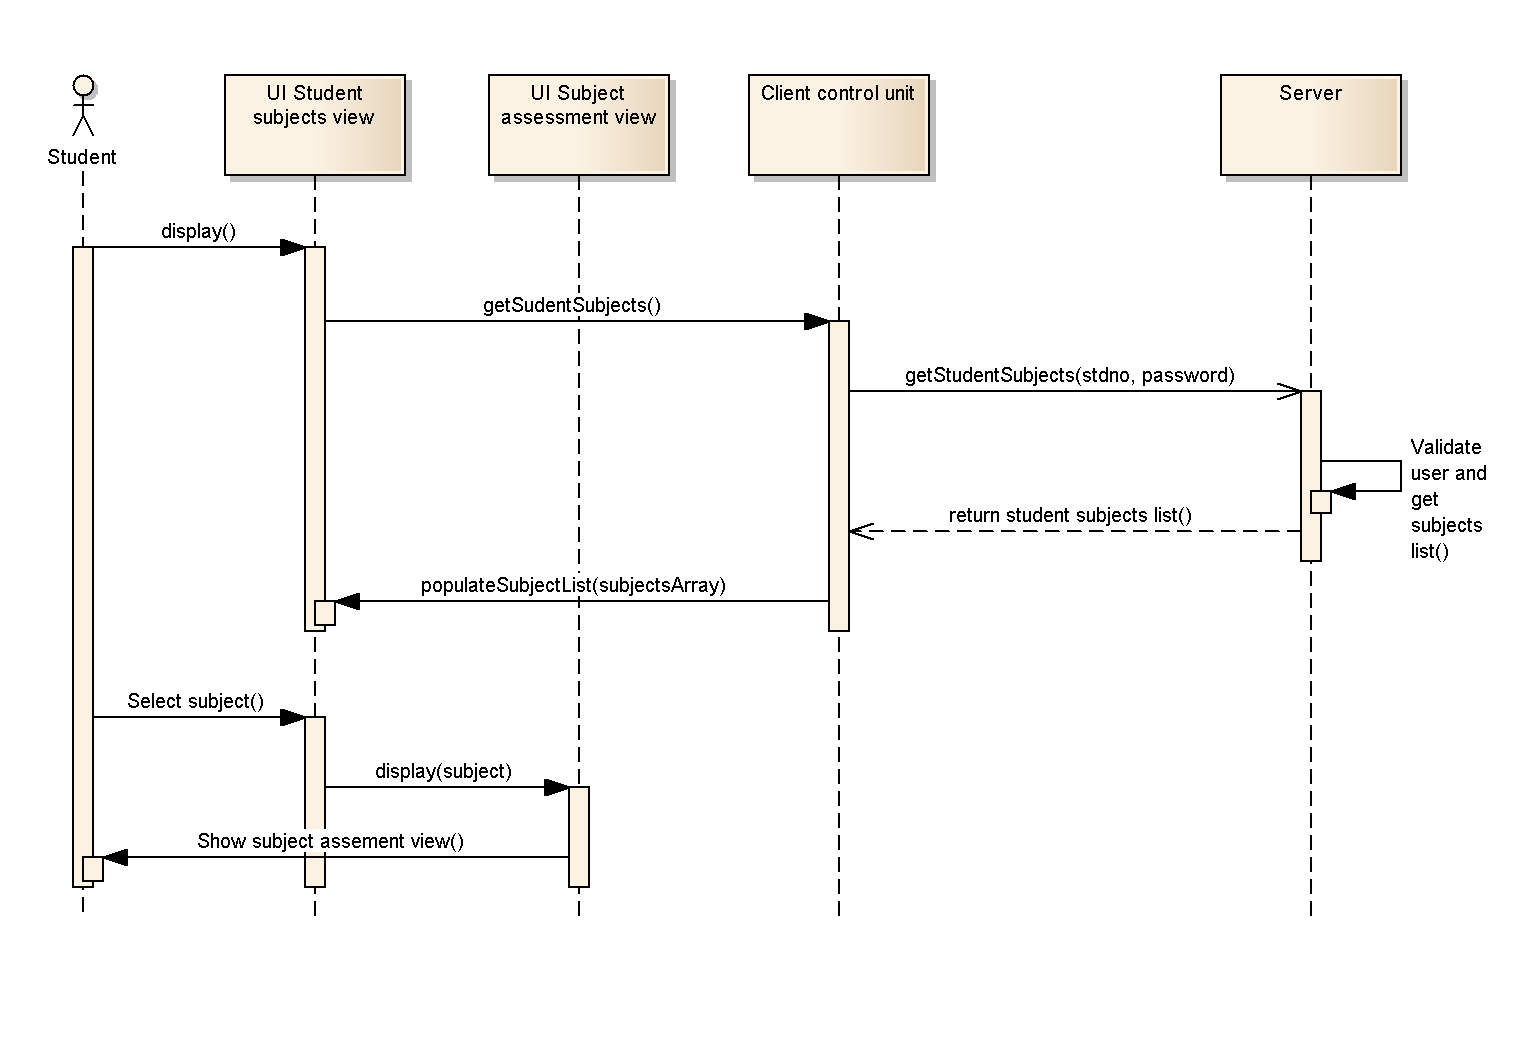 Student
UI Student
subjects view
UI Subject
assessment view
Client control unit
Server
display()
getSudentSubjects()
getStudentSubjects(stdno, password)
Validate
user and
get
subjects
list()
return student subjects list()
populateSubjectList(subjectsArray)
Select subject()
display(subject)
Show subject assement view()